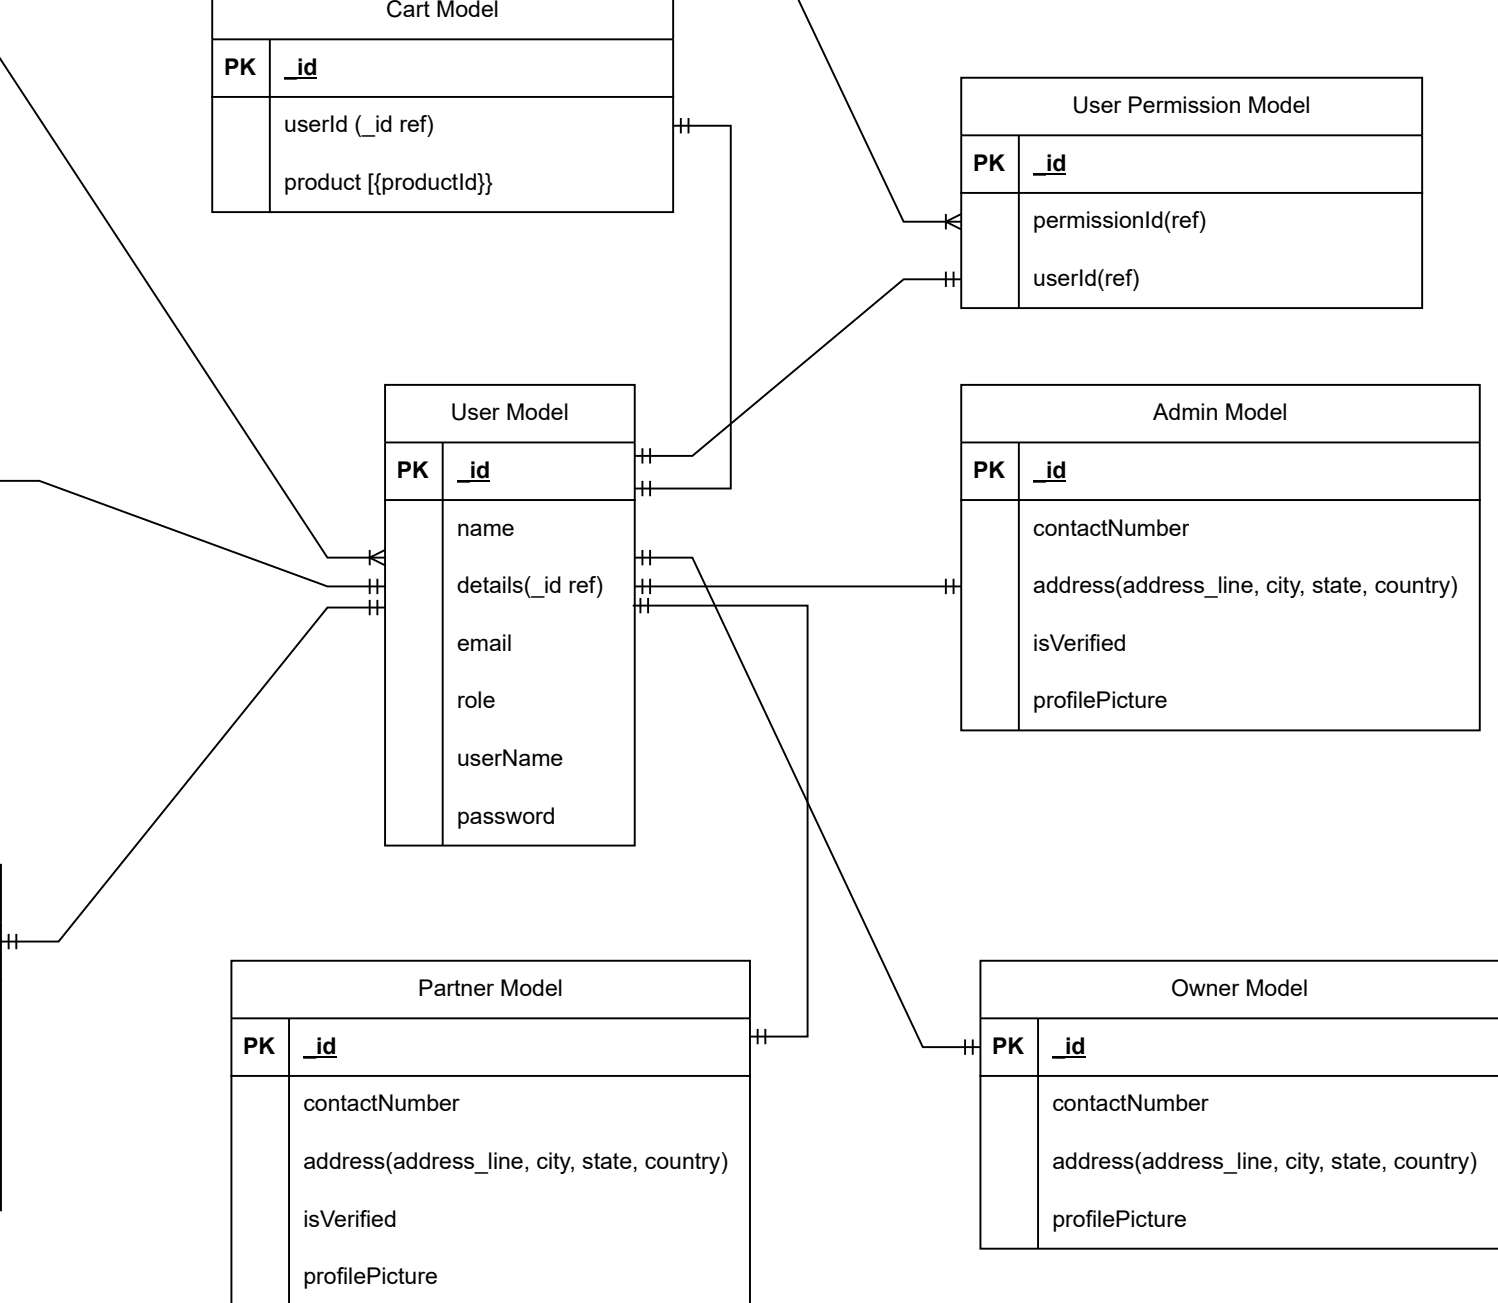 Cart Model
PK _id
userId (_id ref)
product [{productId}}
User Permission Model
PK _id
permissionId(ref)
userId(ref)
User Model
PK _id
name
details(_id ref)
email
role
userName
password
Admin Model
PK _id
contactNumber
address(address_line, city, state, country)
isVerified
profilePicture
Partner Model
PK _id
contactNumber
address(address_line, city, state, country)
isVerified
profilePicture
Owner Model
PK _id
contactNumber
address(address_line, city, state, country)
profilePicture